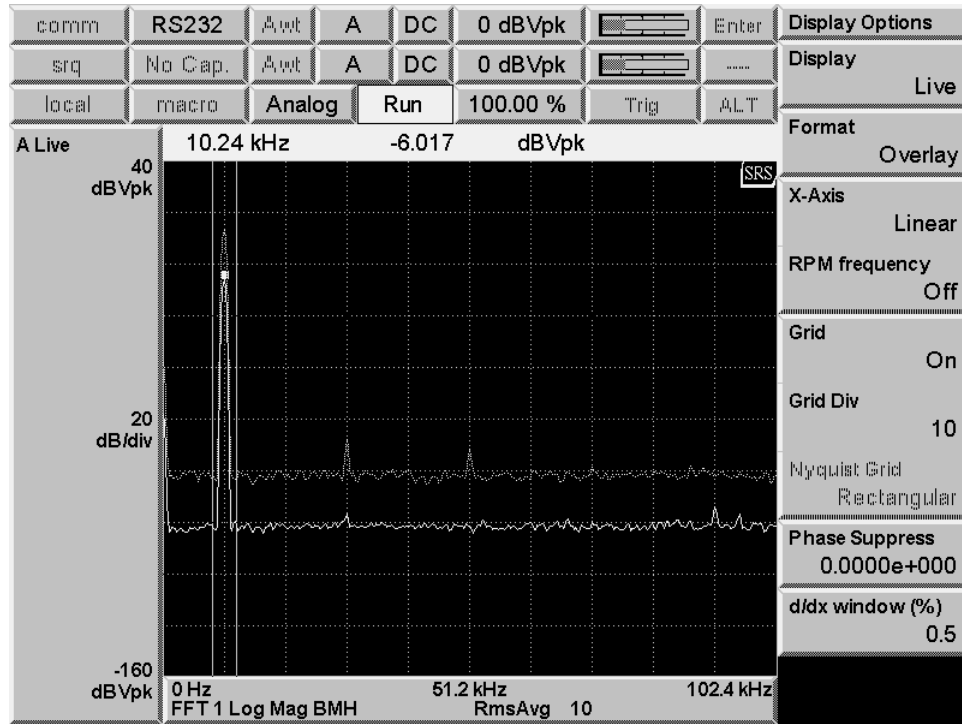 comm RS232 Awt A DC 0 dBVpk Enter Display Options
srq No Cap. Awt A DC 0 dBVpk ...... Display
Live
local macro Analog Run 100.00 % Trig ALT
Format
Overlay
A Live 10.24 kHz -6.017 dBVpk
40
dBVpk
SRS
X-Axis
Linear
RPM frequency
Off
Grid
On
20
dB/div
Grid Div
10
Nyquist Grid
Rectangular
Phase Suppress
0.0000e+000
d/dx window (%)
0.5
-160
dBVpk
0 Hz 51.2 kHz 102.4 kHz
FFT 1 Log Mag BMH RmsAvg 10